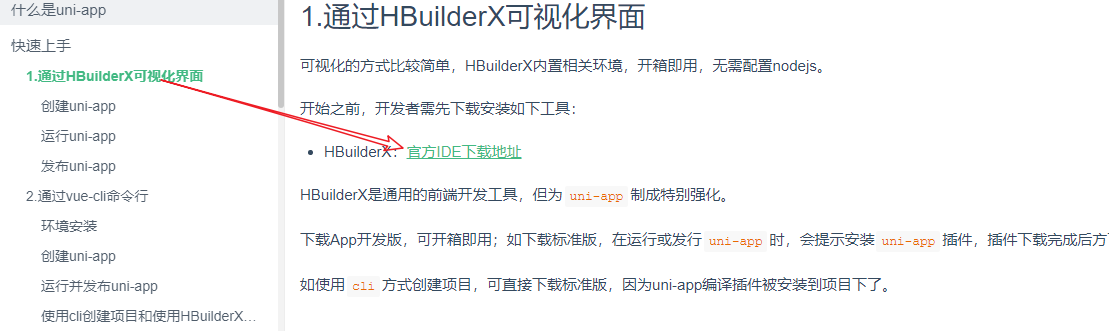 什么是uni-app
快速上手
1.通过HBuilderX可视化界面
创建uni-app
运行uni-app
发布uni-app
2.通过vue-cli命令行
环境安装
创建uni-app
运行并发布uni-app
使用cli创建项目和使用HBuilderX...
1.通过HBuilderX可视化界面
可视化的方式比较简单，HBuilderX内置相关环境，开箱即用，无需配置nodejs。
开始之前，开发者需先下载安装如下工具：
• HBuilderX：官方IDE下载地址
HBuilderX是通用的前端开发工具，但为 uni-app 制成特别强化。
下载App开发版，可开箱即用；如下载标准版，在运行或发行 uni-app 时，会提示安装 uni-app 插件，插件下载完成后方
如使用 cli 方式创建项目，可直接下载标准版，因为uni-app编译插件被安装到项目下了。